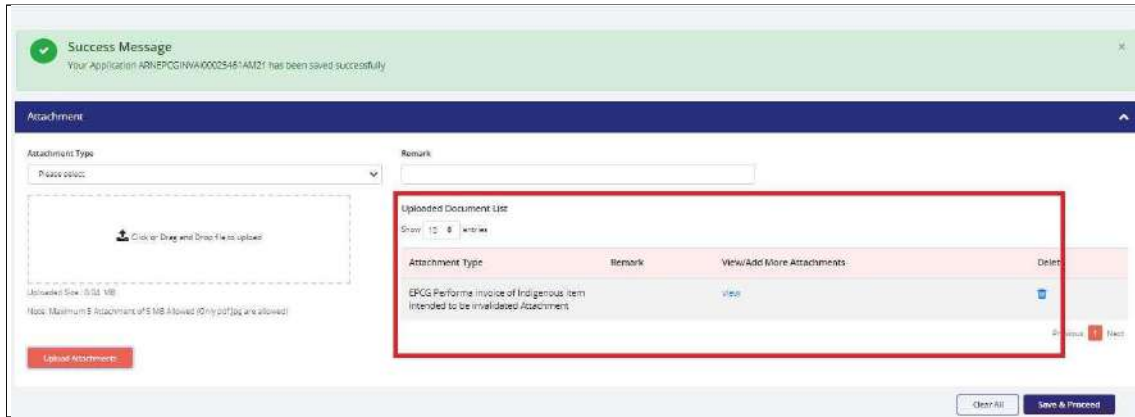 Success Message
Your Application ARNEPCGINVAI00025461AM21 has been saved successfully
×
Attachment
Attachment Type
Remark
Please select
Click or Drag and Drop file to upload
Uploaded Document List
Show 10 entries
Attachment Type Remark View/Add More Attachments Delete
EPCG Performa Invoice of Indigenous item
intended to be invalidated Attachment
view
Uploaded Size : MB
Note: Maximum 5 Attachment of 5 MB Allowed (Only pdf,jpg are allowed)
Previous 1 Next
Upload Attachments
Clear All
Save & Proceed